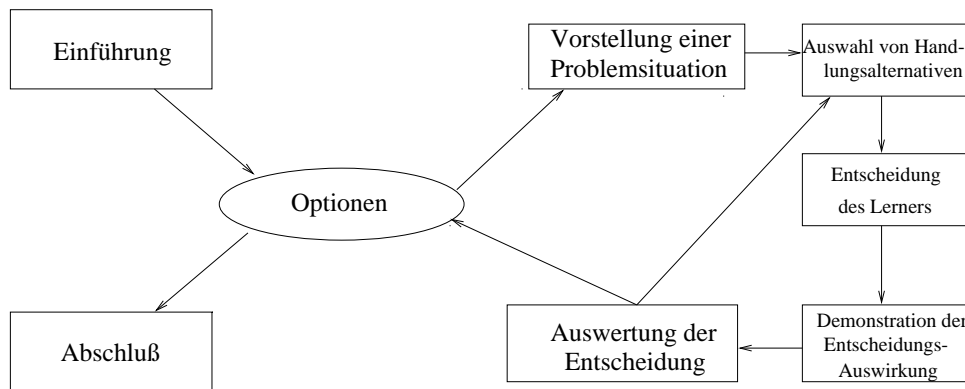 Einführung
Vorstellung einer
Problemsituation
Auswahl von Hand-
lungsalternativen
Entscheidung
des Lerners
Optionen
Abschluß
Auswertung der
Entscheidung
Demonstration der
Entscheidungs-
Auswirkung